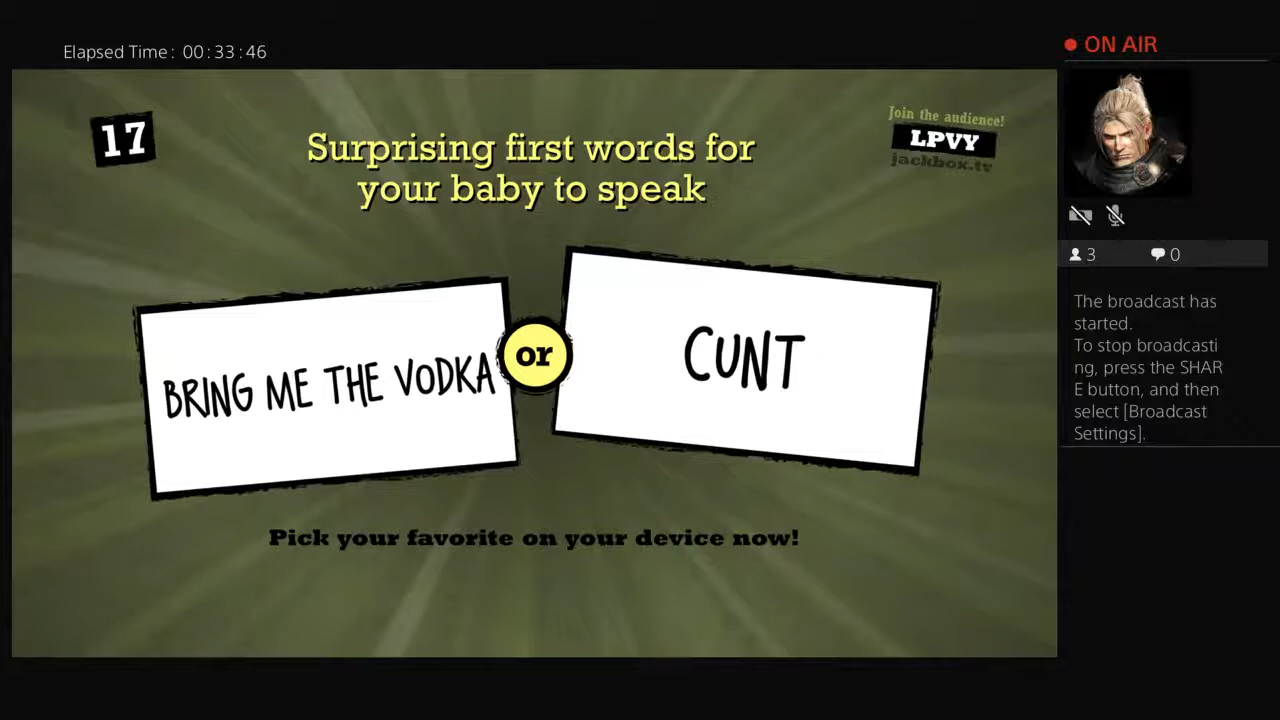 Elapsed Time: 00:33:46
ON AIR
17
Surprising first words for
your baby to speak
Join the audience!
LPVY
jackbox.tv
3
0
BRING ME THE VODKA
or
CUNT
The broadcast has
started.
To stop broadcasti
ng, press the SHAR
E button, and then
select [Broadcast
Settings].
Pick your favorite on your device now!